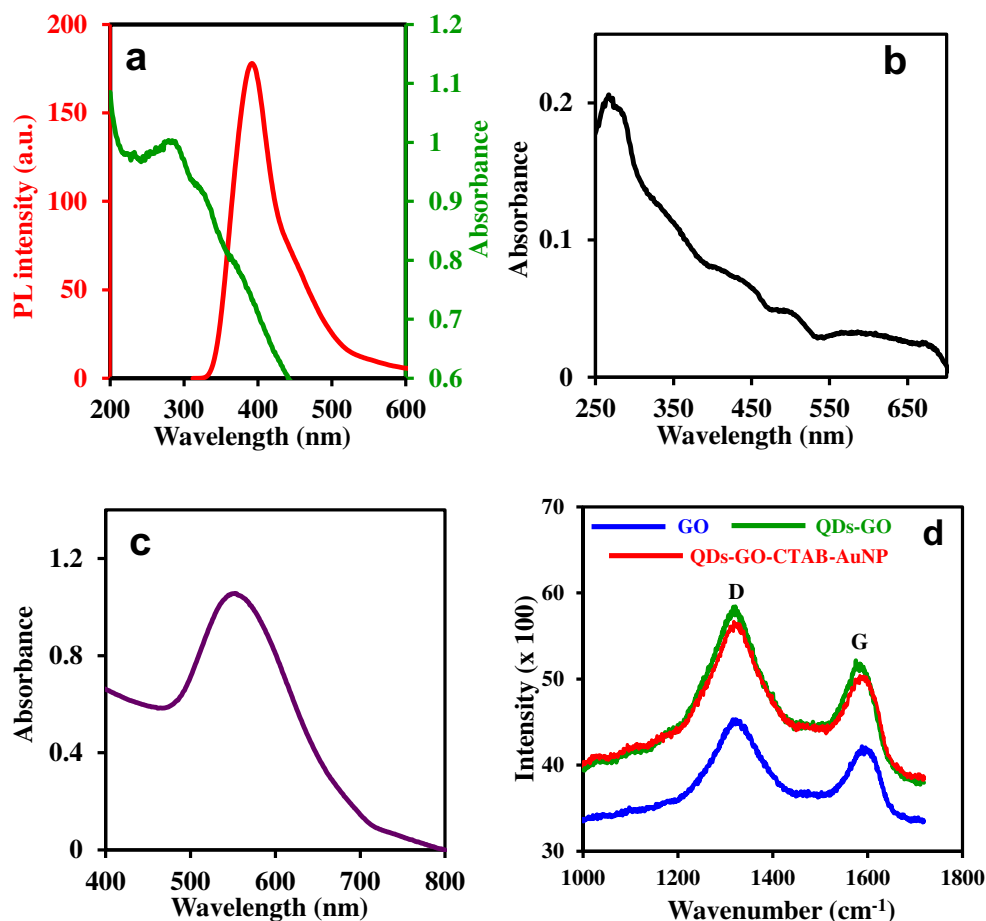 a
PL intensity (a.u.)
200
150
100
50
0
1.2
1.1
1
0.9
0.8
0.7
0.6
Absorbance
200 300 400 500 600
Wavelength (nm)
b
Absorbance
0.2
0.1
0
250 350 450 550 650
Wavelength (nm)
c
Absorbance
1.2
0.8
0.4
0
400 500 600 700 800
Wavelength (nm)
d
GO QDs-GO
QDs-GO-CTAB-AuNP
D
G
Intensity (x 100)
70
60
50
40
30
1000 1200 1400 1600 1800
Wavenumber (cm⁻¹)